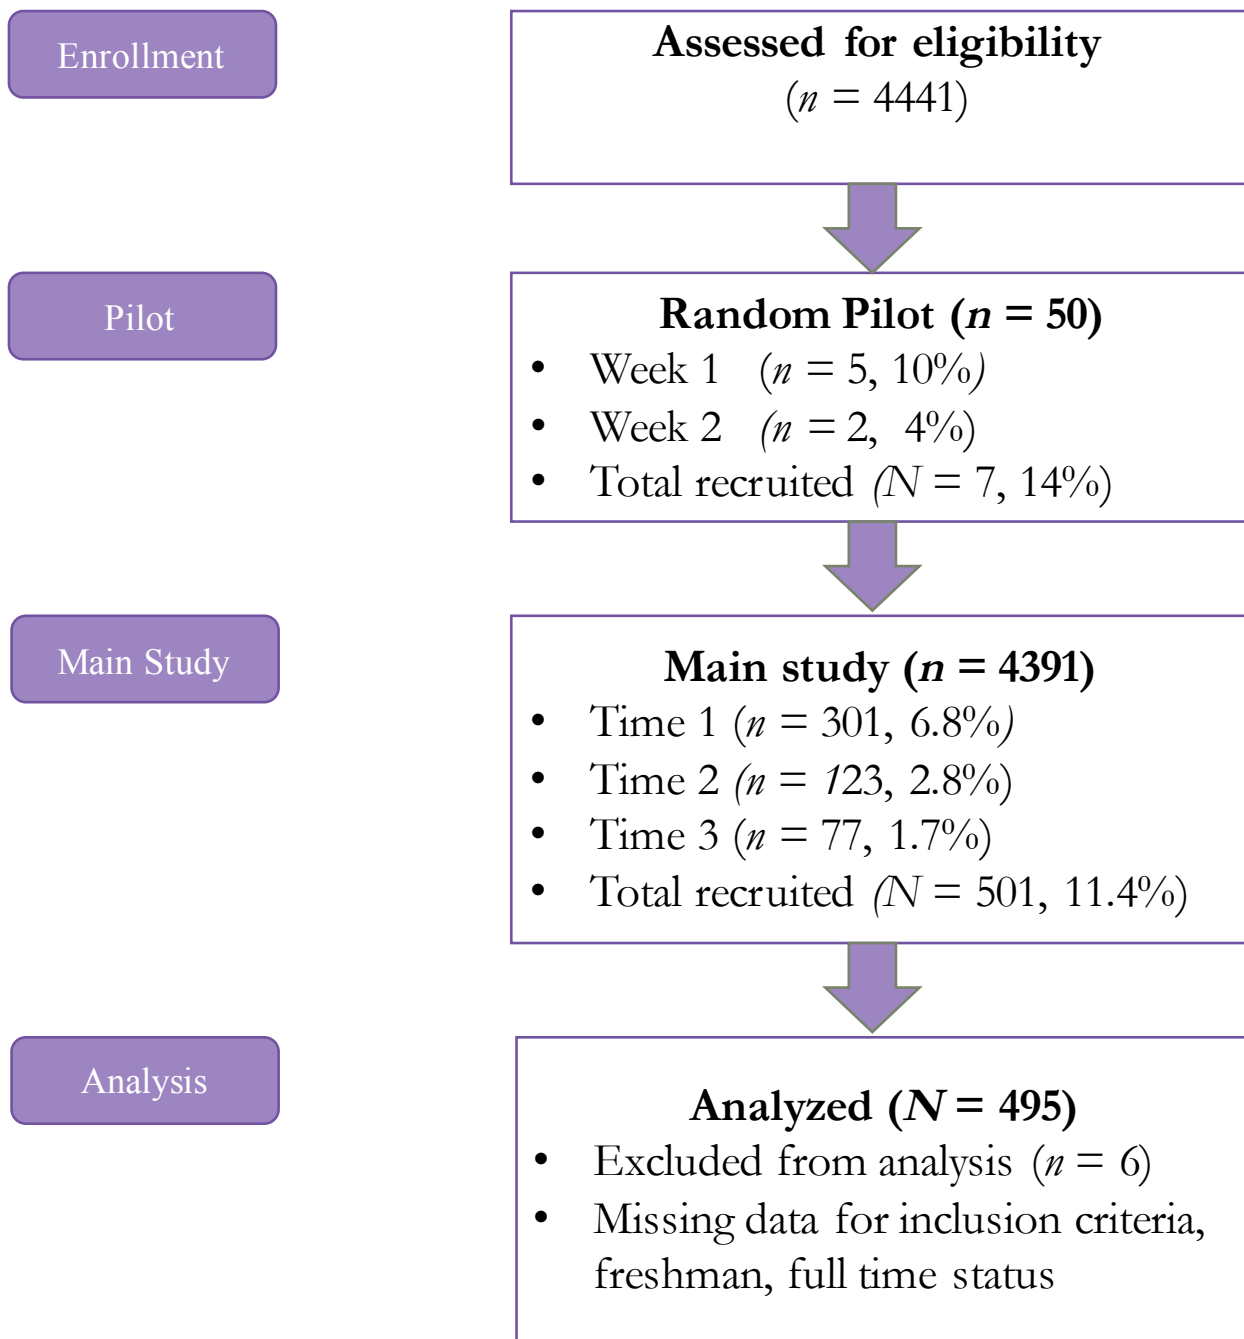 Enrollment
Assessed for eligibility
(n = 4441)
Pilot
Random Pilot (n = 50)
• Week 1 (n = 5, 10%)
• Week 2 (n = 2, 4%)
• Total recruited (N = 7, 14%)
Main Study
Main study (n = 4391)
• Time 1 (n = 301, 6.8%)
• Time 2 (n = 123, 2.8%)
• Time 3 (n = 77, 1.7%)
• Total recruited (N = 501, 11.4%)
Analysis
Analyzed (N = 495)
• Excluded from analysis (n = 6)
• Missing data for inclusion criteria,
freshman, full time status